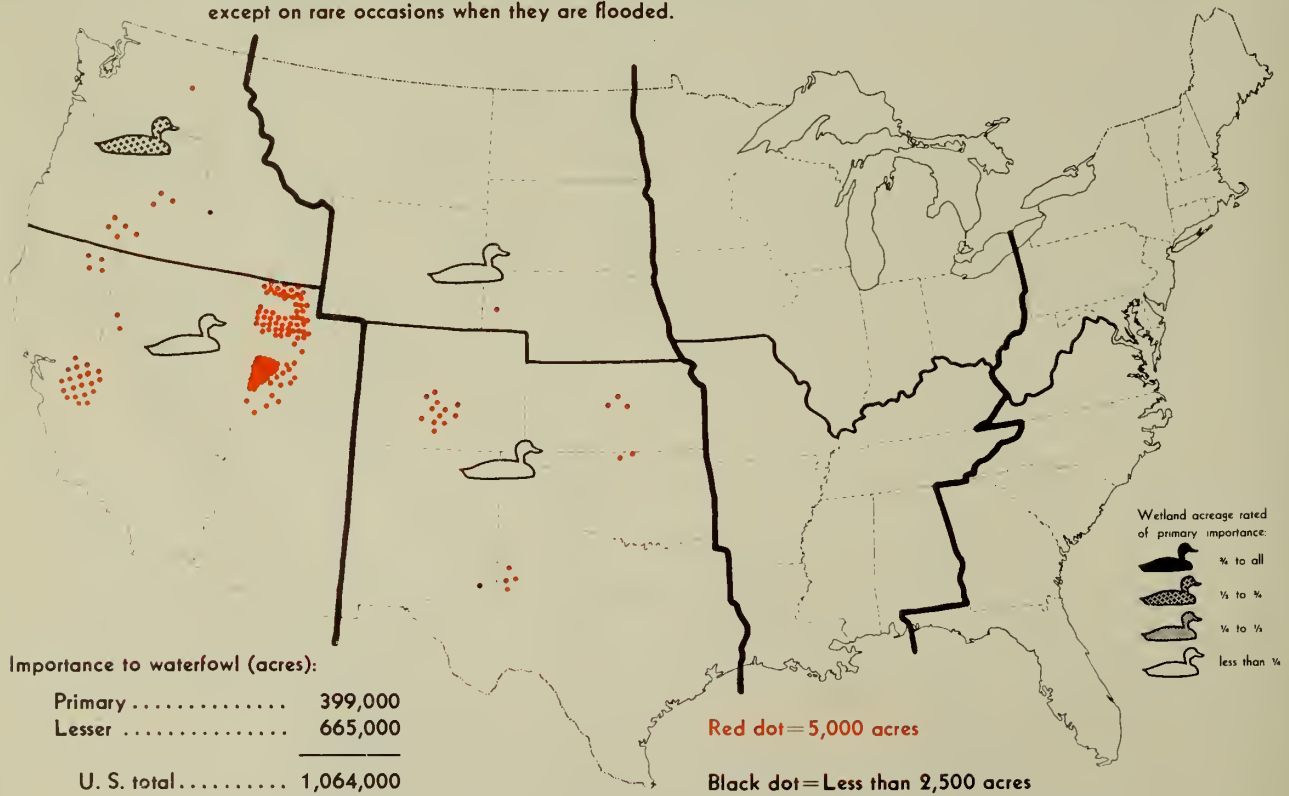 except on rare occasions when they are flooded.
Wetland acreage rated
of primary importance:
¾ to all
½ to ¾
¼ to ½
less than ¼
Importance to waterfowl (acres):
Primary .............. 399,000
Lesser ................ 665,000
U. S. total.......... 1,064,000
Red dot=5,000 acres
Black dot=Less than 2,500 acres